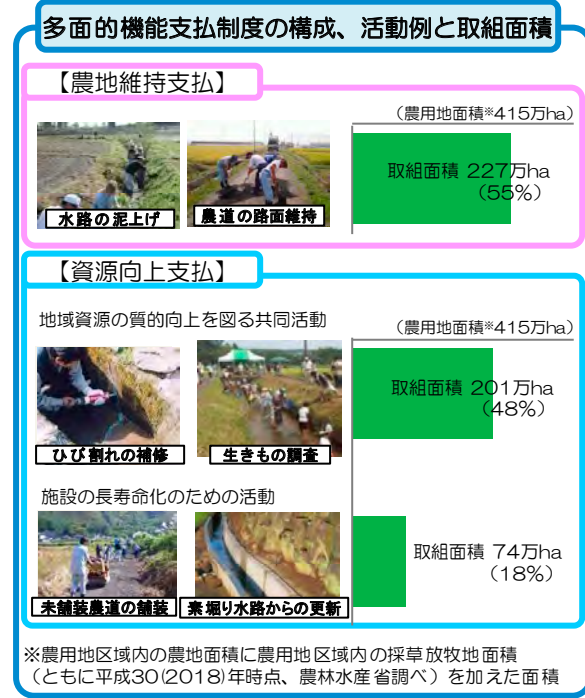 多面的機能支払制度の構成、活動例と取組面積
【農地維持支払】
(農用地面積※415万ha)
水路の泥上げ
農道の路面維持
取組面積 227万ha
(55%)
【資源向上支払】
地域資源の質的向上を図る共同活動
(農用地面積※415万ha)
ひび割れの補修
生きもの調査
取組面積 201万ha
(48%)
施設の長寿命化のための活動
未舗装農道の舗装
素堀り水路からの更新
取組面積 74万ha
(18%)
※農用地区域内の農地面積に農用地区域内の採草放牧地面積
(ともに平成30(2018)年時点、農林水産省調べ)を加えた面積